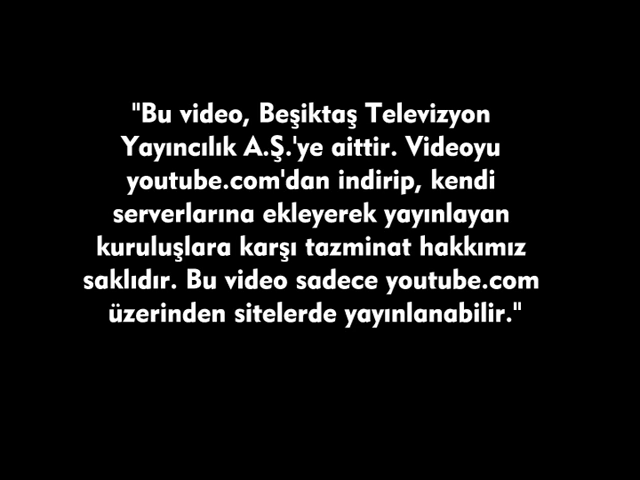 "Bu video, Beşiktaş Televizyon
Yayıncılık A.Ş.'ye aittir. Videoyu
youtube.com'dan indirip, kendi
serverlarına ekleyerek yayınlayan
kuruluşlara karşı tazminat hakkımız
saklıdır. Bu video sadece youtube.com
üzerinden sitelerde yayınlanabilir."